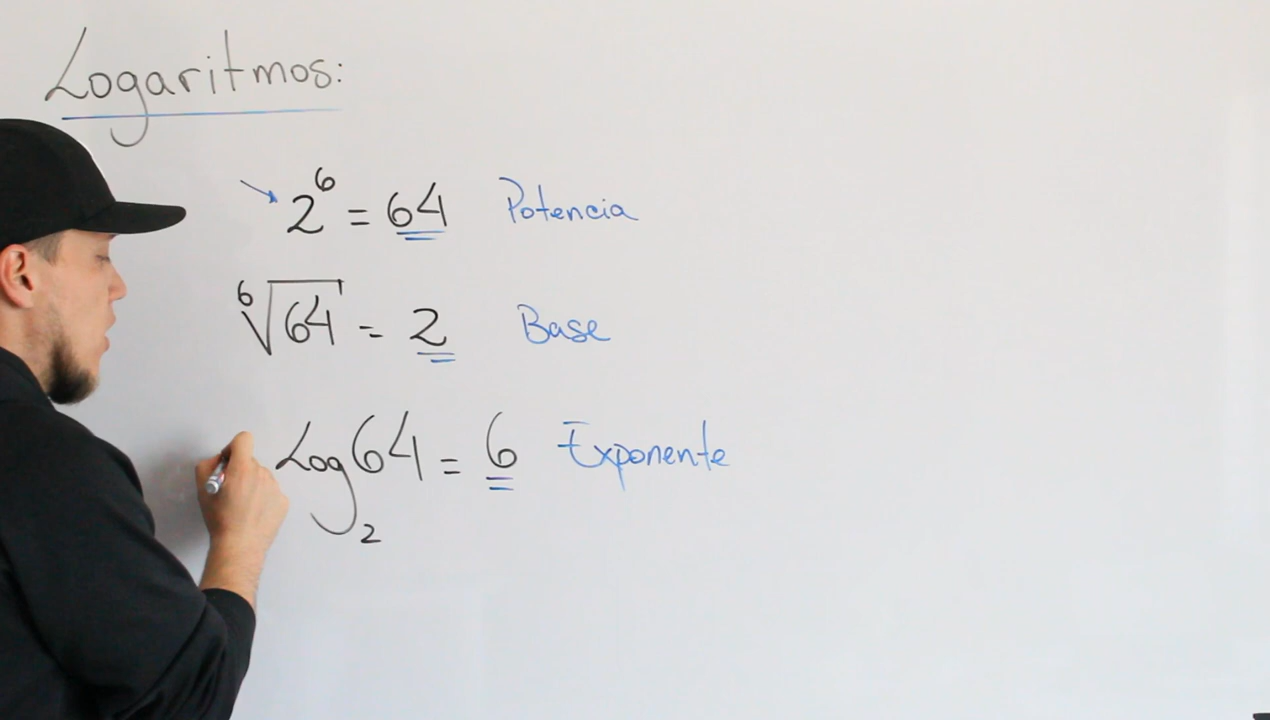 Logaritmos:
2⁶ = 64 Potencia
⁶√64 = 2 Base
Log₂64 = 6 Exponente